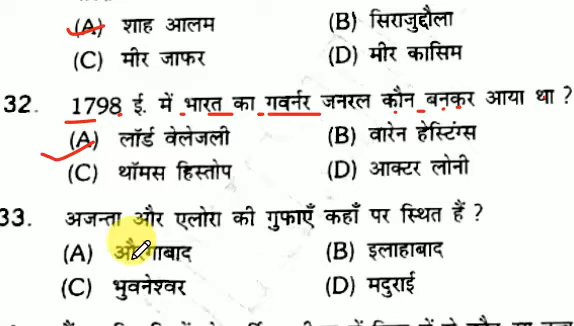 (A) शाह आलम (B) सिराजुद्दौला
(C) मीर जाफर (D) मीर कासिम
32. 1798 ई. में भारत का गवर्नर जनरल कौन बनकर आया था ?
(A) लॉर्ड वेलेजली (B) वारेन हेस्टिंग्स
(C) थॉमस हिस्तोप (D) आक्टर लोनी
33. अजन्ता और एलोरा की गुफाएँ कहाँ पर स्थित हैं ?
(A) औरंगाबाद (B) इलाहाबाद
(C) भुवनेश्वर (D) मदुराई